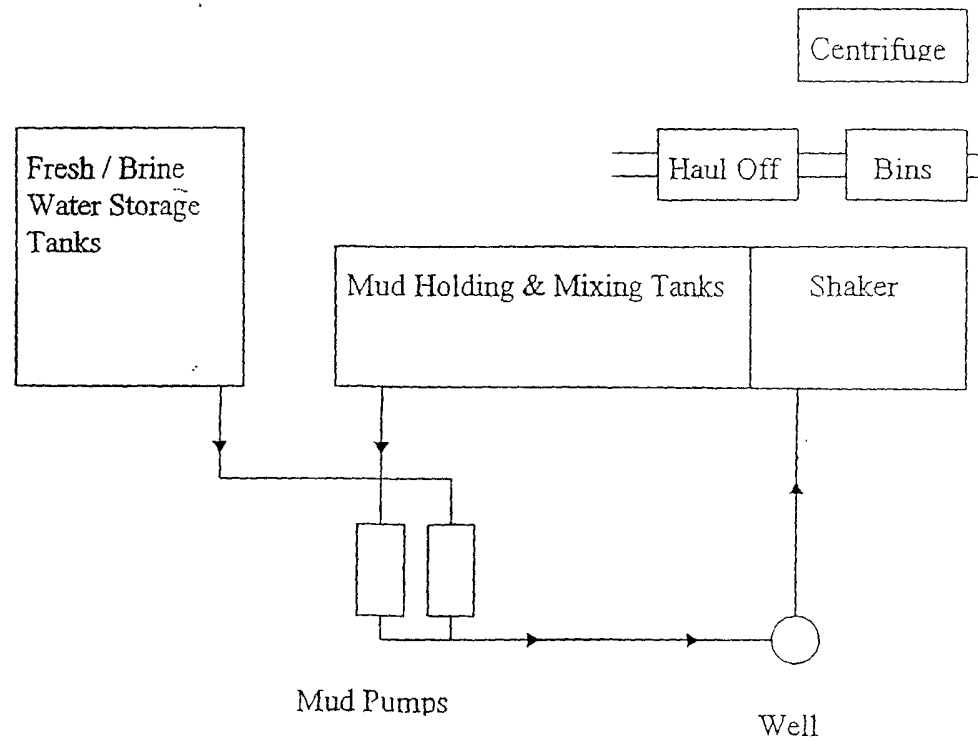 Centrifuge
Fresh / Brine
Water Storage
Tanks
Haul Off
Bins
Mud Holding & Mixing Tanks
Shaker
Mud Pumps
Well